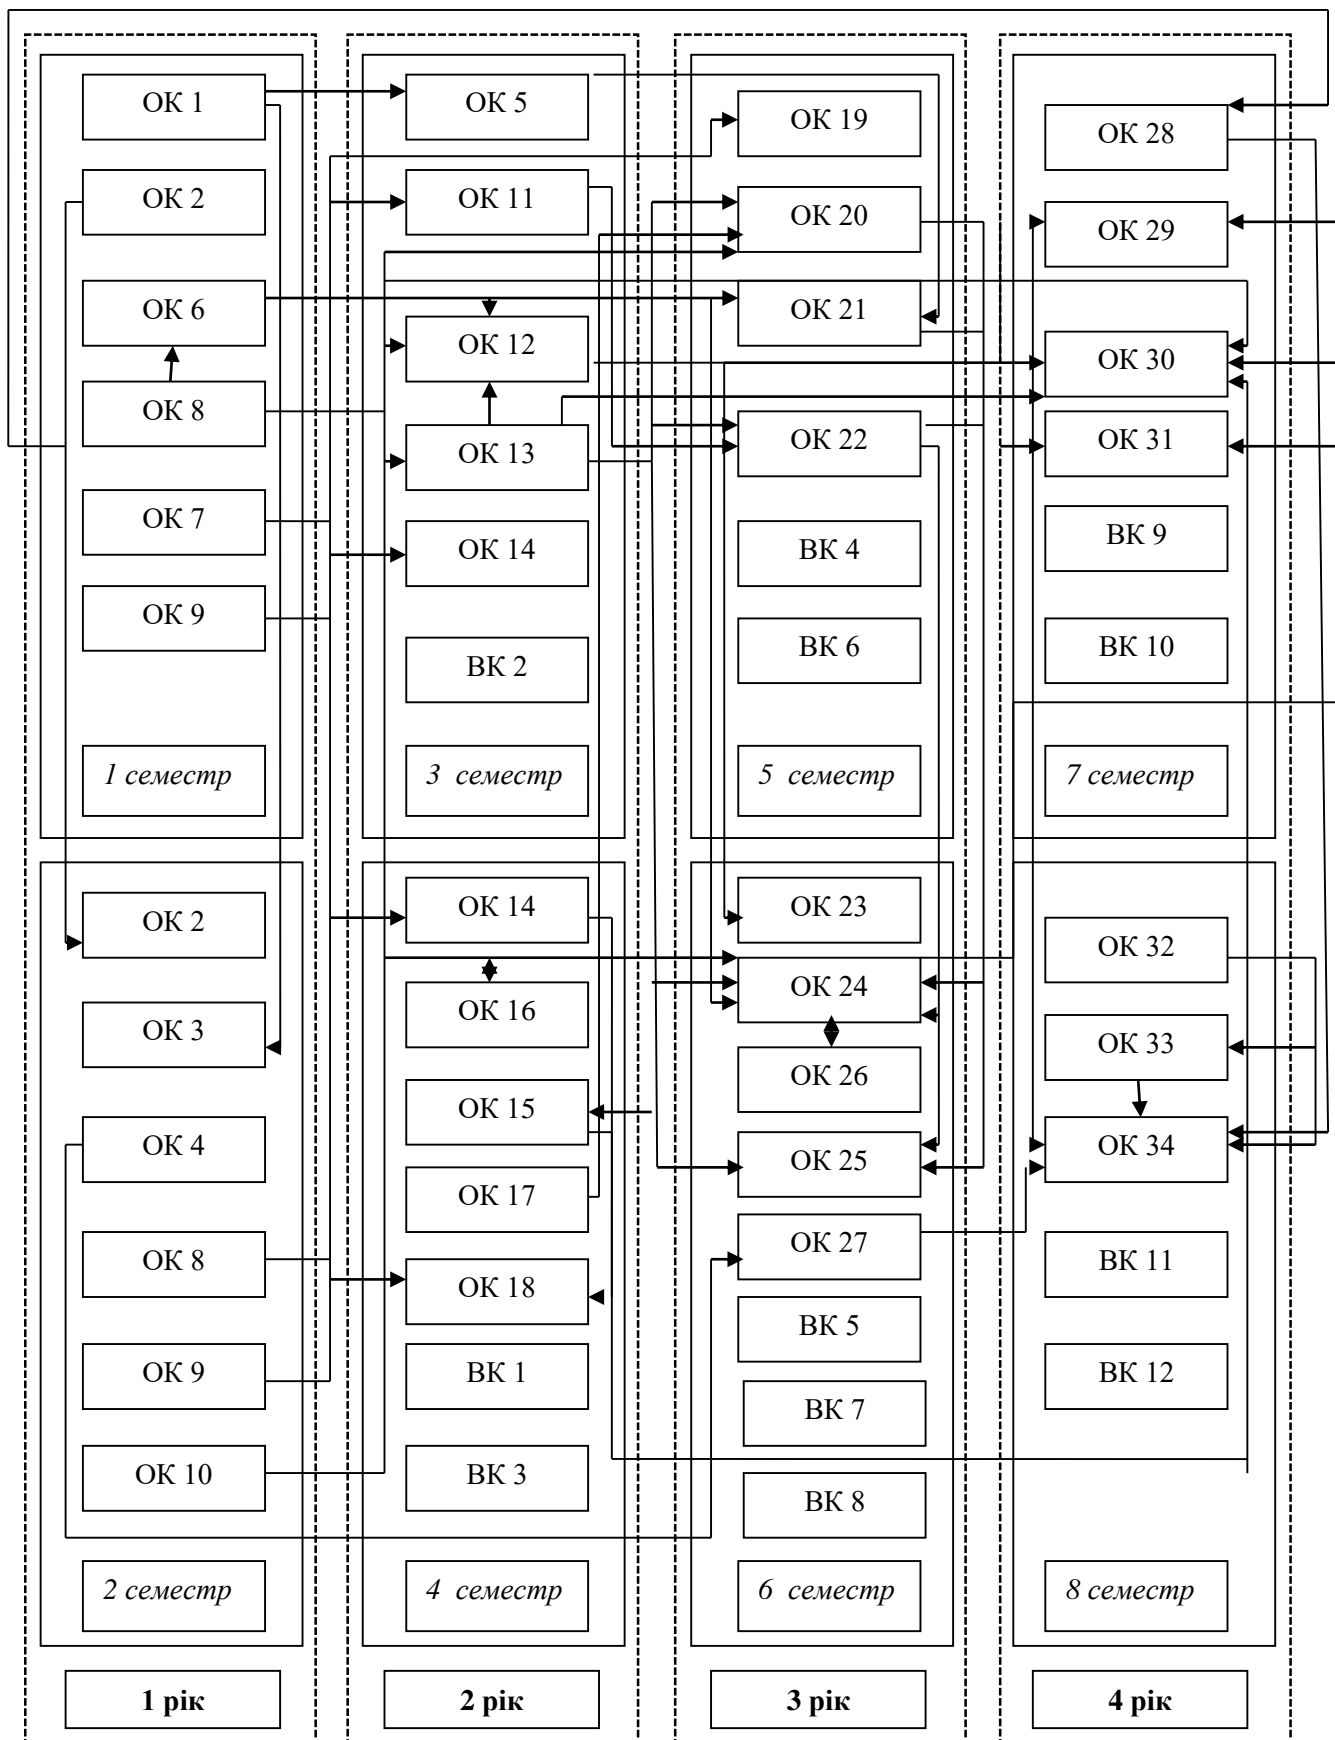 ОК 1
ОК 2
ОК 6
ОК 8
ОК 7
ОК 9
1 семестр
ОК 2
ОК 3
ОК 4
ОК 8
ОК 9
ОК 10
2 семестр
1 рік
ОК 5
ОК 11
ОК 12
ОК 13
ОК 14
ВК 2
3 семестр
ОК 14
ОК 16
ОК 15
ОК 17
ОК 18
ВК 1
ВК 3
4 семестр
2 рік
ОК 19
ОК 20
ОК 21
ОК 22
ВК 4
ВК 6
5 семестр
ОК 23
ОК 24
ОК 26
ОК 25
ОК 27
ВК 5
ВК 7
ВК 8
6 семестр
3 рік
ОК 28
ОК 29
ОК 30
ОК 31
ВК 9
ВК 10
7 семестр
ОК 32
ОК 33
ОК 34
ВК 11
ВК 12
8 семестр
4 рік